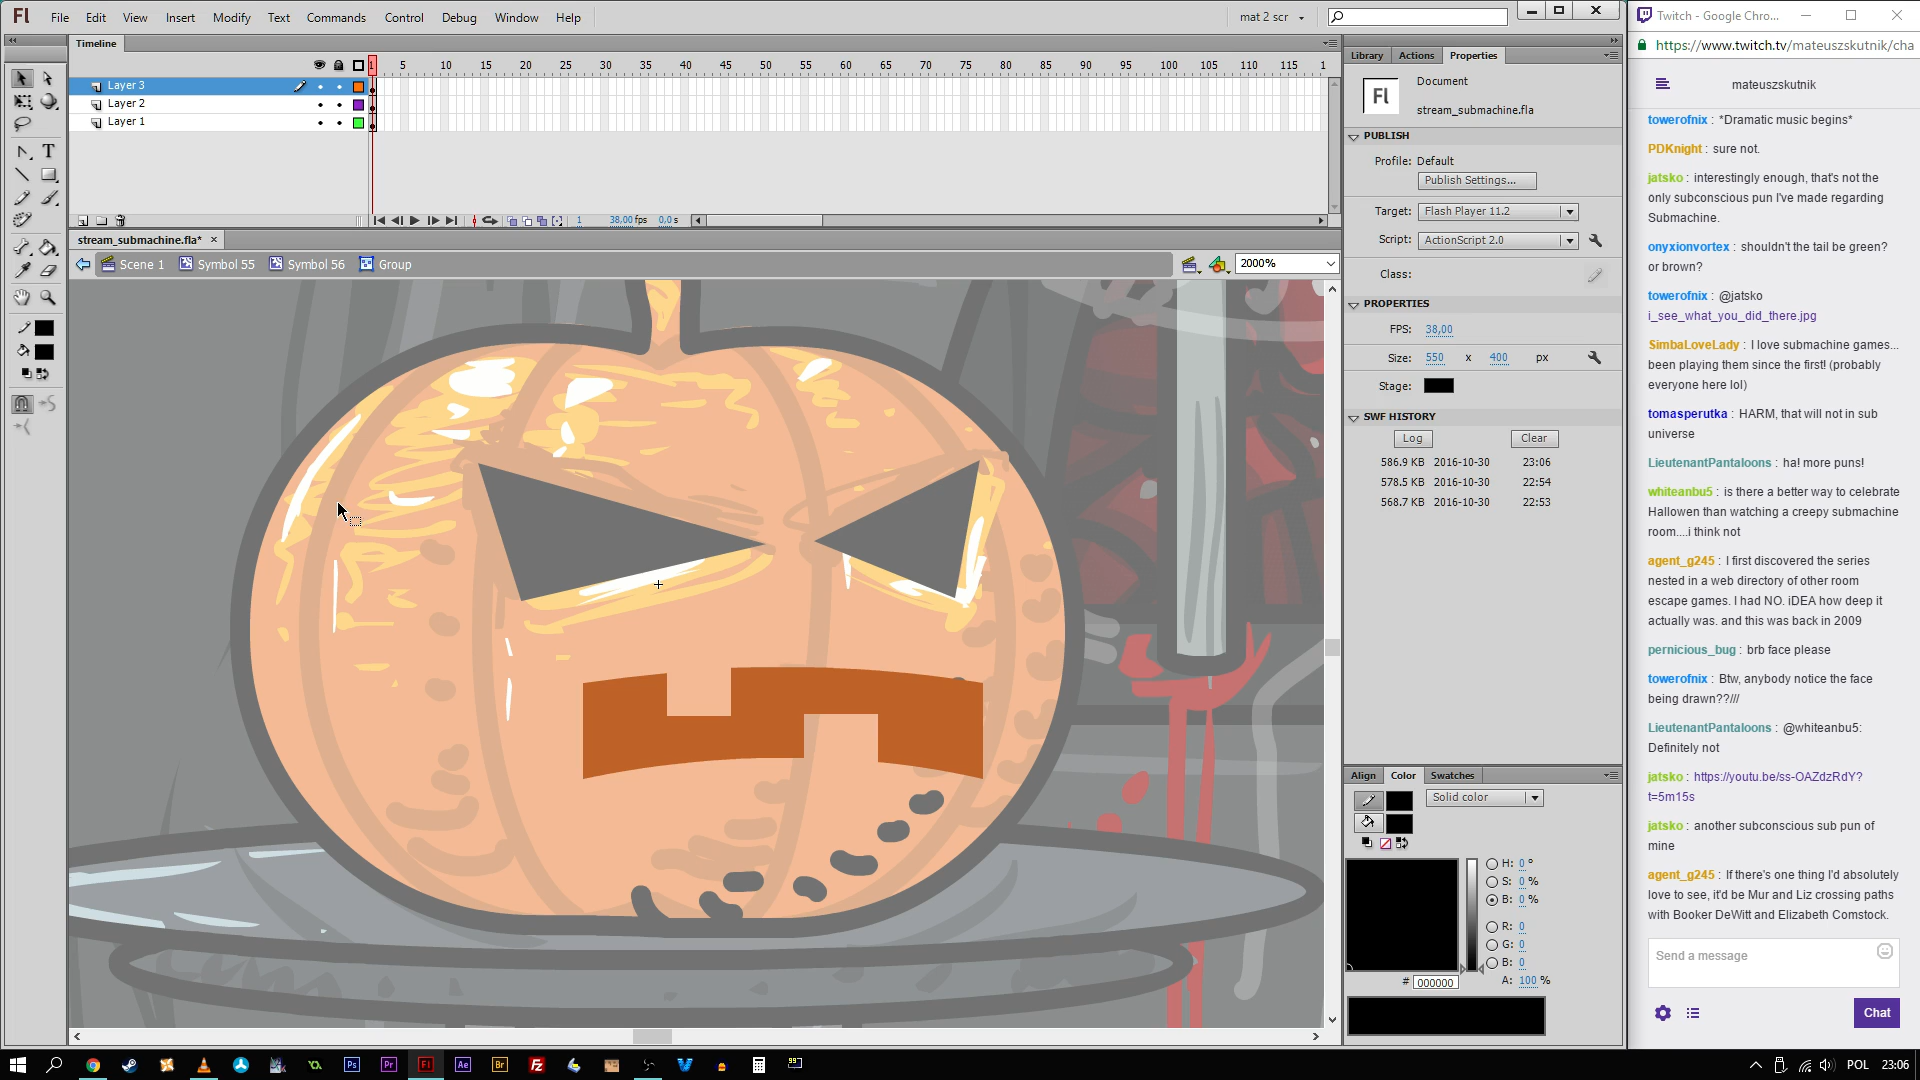 Fl File Edit View Insert Modify Text Commands Control Debug Window Help mat 2 scr
Twitch - Google Chro...
https://www.twitch.tv/mateuszskutnik/cha
Timeline
1 5 10 15 20 25 30 35 40 45 50 55 60 65 70 75 80 85 90 95 100 105 110 115 1
Layer 3
Layer 2
Layer 1
1 38,00 fps 0,0 s
stream_submachine.fla*
Scene 1 Symbol 55 Symbol 56 Group 2000%
T
Library Actions Properties
Fl
Document
stream_submachine.fla
PUBLISH
Profile: Default
Publish Settings...
Target: Flash Player 11.2
Script: ActionScript 2.0
Class:
PROPERTIES
FPS: 38,00
Size: 550 x 400 px
Stage:
SWF HISTORY
Log Clear
586.9 KB 2016-10-30 23:06
578.5 KB 2016-10-30 22:54
568.7 KB 2016-10-30 22:53
Align Color Swatches
Solid color
H: 0 °
S: 0 %
B: 0 %
R: 0
G: 0
B: 0
# 000000 A: 100 %
mateuszskutnik
towerofnix : *Dramatic music begins*
PDKnight : sure not.
jatsko : interestingly enough, that's not the
only subconscious pun I've made regarding
Submachine.
onyxionvortex : shouldn't the tail be green?
or brown?
towerofnix : @jatsko
i_see_what_you_did_there.jpg
SimbaLoveLady : I love submachine games...
been playing them since the first! (probably
everyone here lol)
tomasperutka : HARM, that will not in sub
universe
LieutenantPantaloons : ha! more puns!
whiteanbu5 : is there a better way to celebrate
Hallowen than watching a creepy submachine
room....i think not
agent_g245 : I first discovered the series
nested in a web directory of other room
escape games. I had NO. iDEA how deep it
actually was. and this was back in 2009
pernicious_bug : brb face please
towerofnix : Btw, anybody notice the face
being drawn??///
LieutenantPantaloons : @whiteanbu5:
Definitely not
jatsko : https://youtu.be/ss-OAZdzRdY?
t=5m15s
jatsko : another subconscious sub pun of
mine
agent_g245 : If there's one thing I'd absolutely
love to see, it'd be Mur and Liz crossing paths
with Booker DeWitt and Elizabeth Comstock.
Send a message
Chat
Ps Pr Fl Ae Br Fz POL 23:06